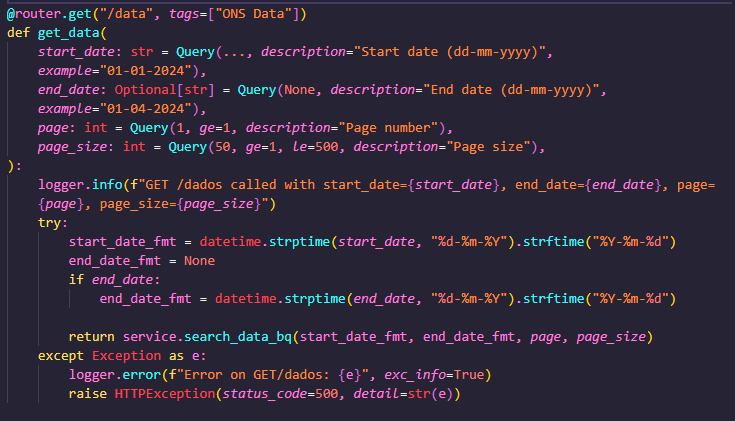 @router.get("/data", tags=["ONS Data"])
def get_data(
    start_date: str = Query(..., description="Start date (dd-mm-yyyy)",
    example="01-01-2024"),
    end_date: Optional[str] = Query(None, description="End date (dd-mm-yyyy)",
    example="01-04-2024"),
    page: int = Query(1, ge=1, description="Page number"),
    page_size: int = Query(50, ge=1, le=500, description="Page size"),
):
    logger.info(f"GET /dados called with start_date={start_date}, end_date={end_date}, page=
    {page}, page_size={page_size}")
    try:
        start_date_fmt = datetime.strptime(start_date, "%d-%m-%Y").strftime("%Y-%m-%d")
        end_date_fmt = None
        if end_date:
            end_date_fmt = datetime.strptime(end_date, "%d-%m-%Y").strftime("%Y-%m-%d")
        return service.search_data_bq(start_date_fmt, end_date_fmt, page, page_size)
    except Exception as e:
        logger.error(f"Error on GET/dados: {e}", exc_info=True)
        raise HTTPException(status_code=500, detail=str(e))